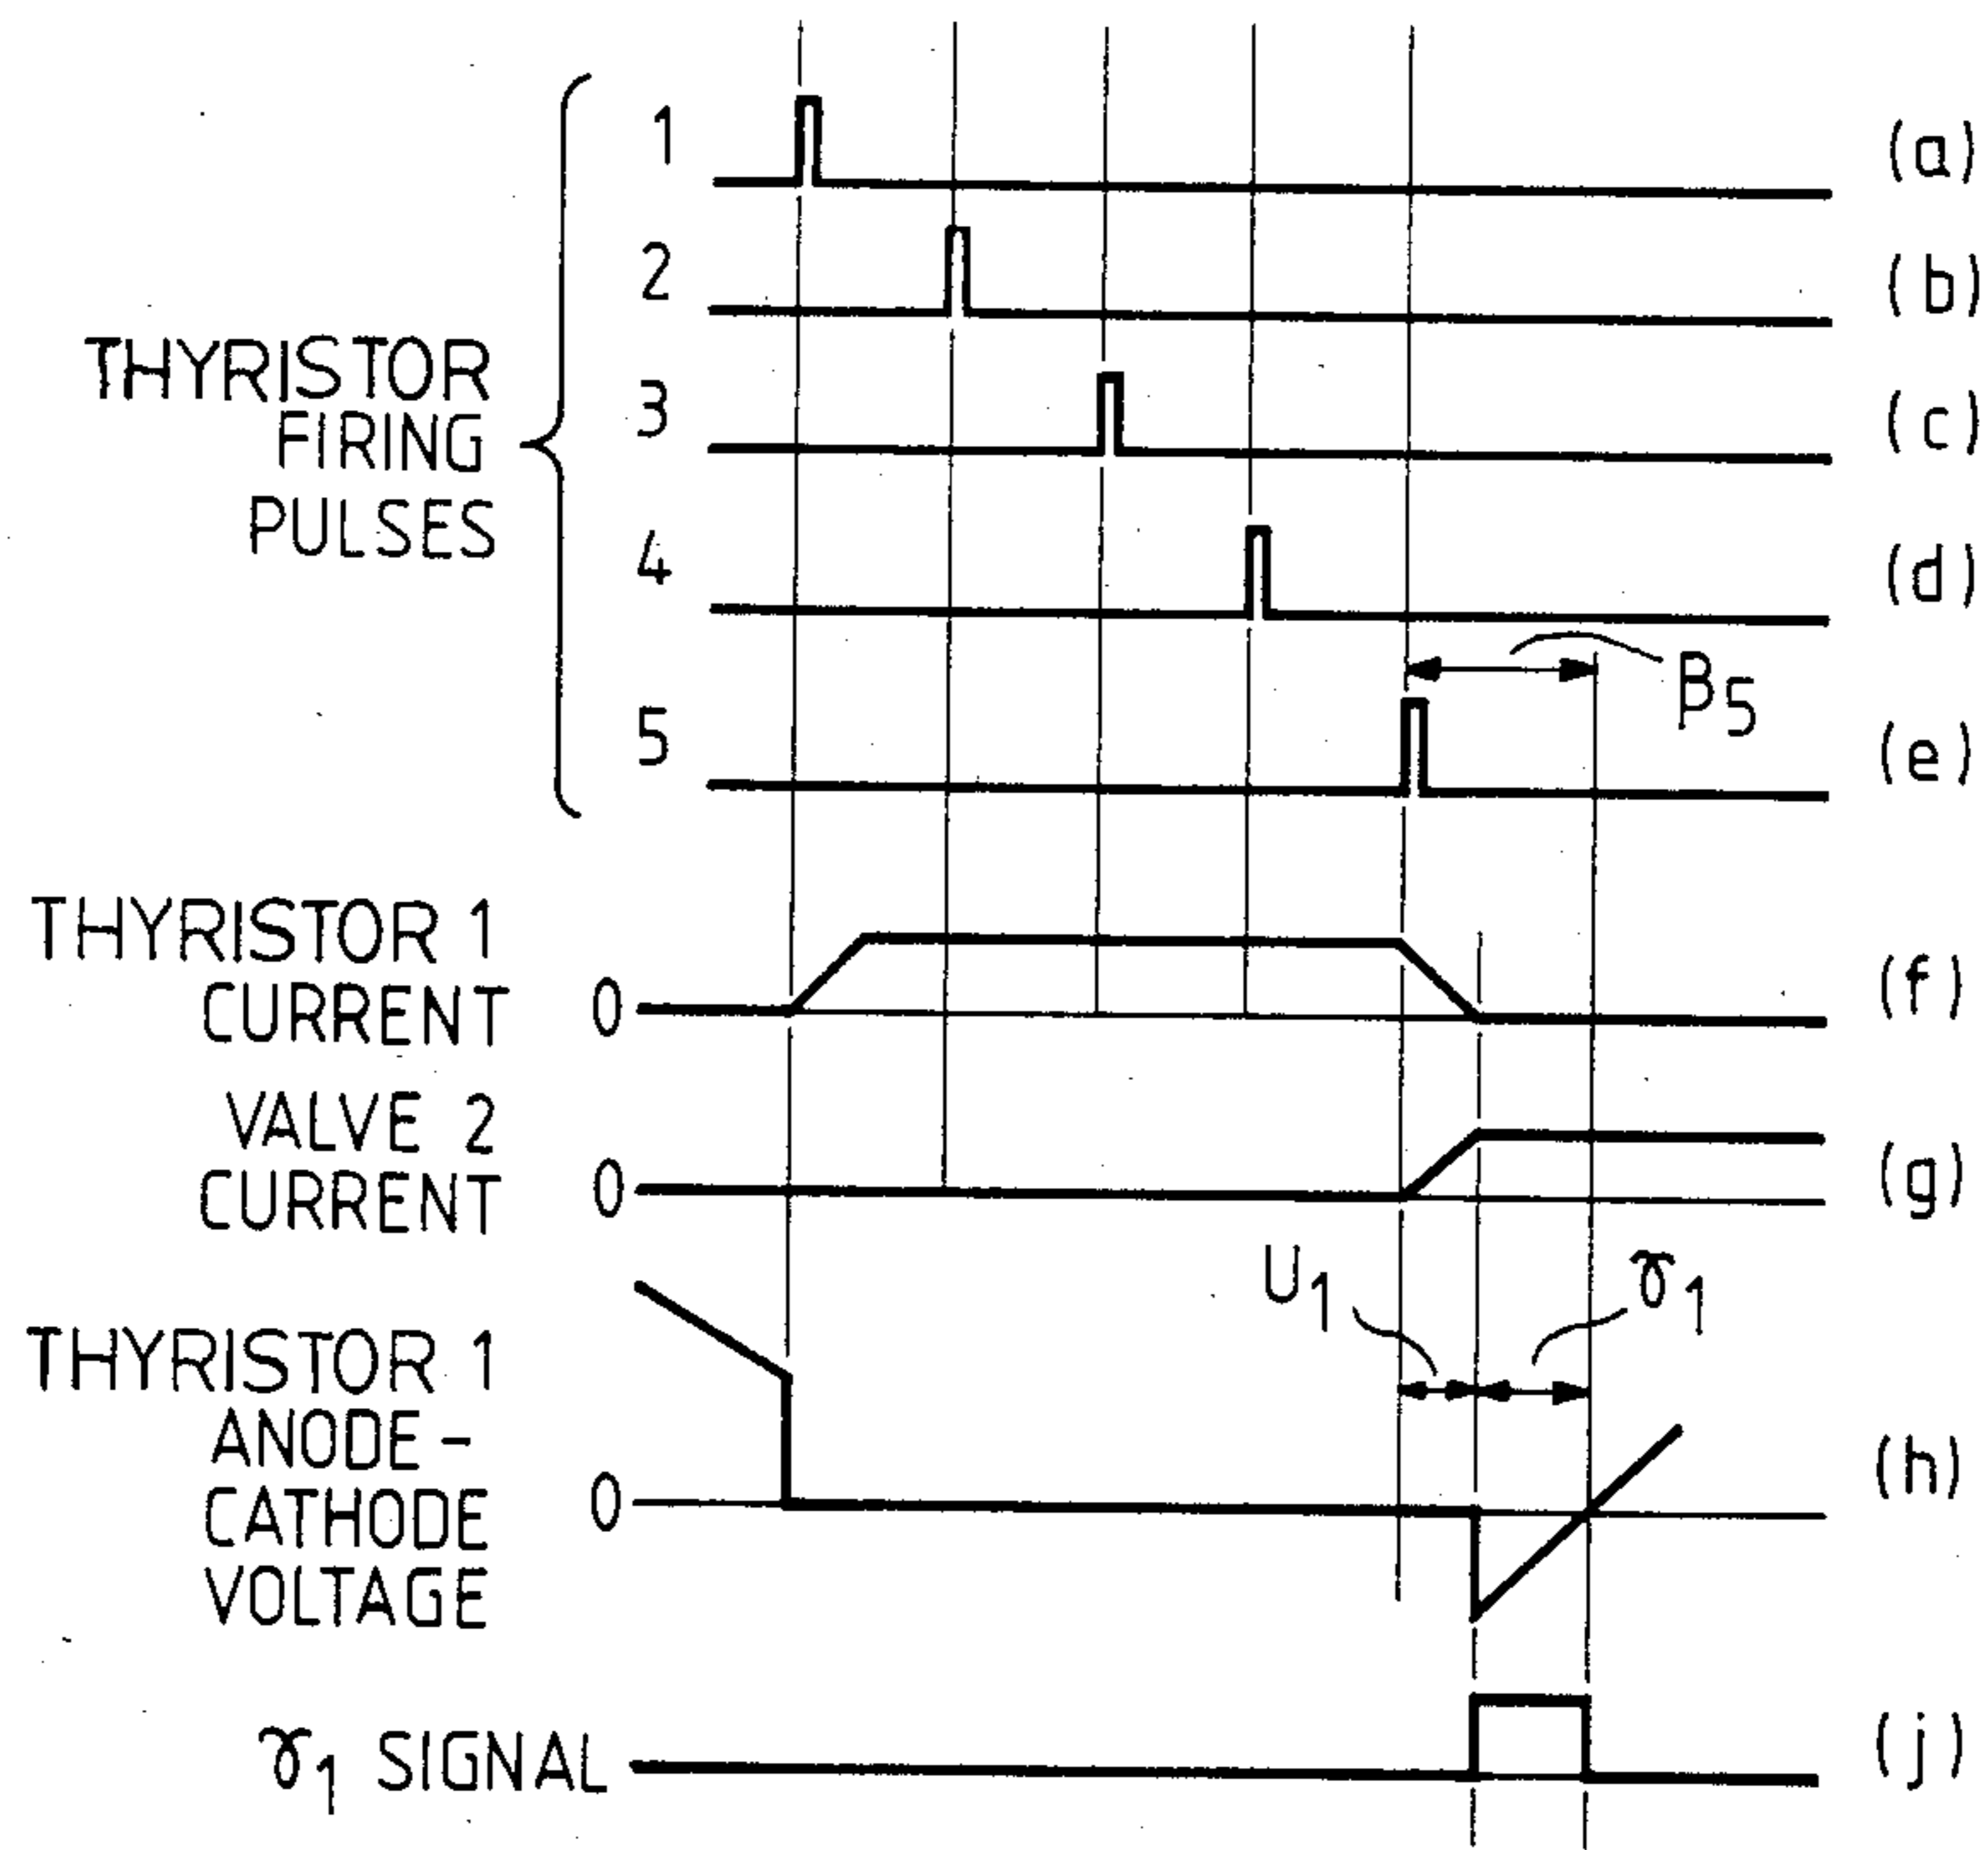 1 (a)
2 (b)
THYRISTOR
FIRING
PULSES
3 (c)
4 (d)
β5
5 (e)
THYRISTOR 1
CURRENT 0 (f)
VALVE 2
CURRENT 0 (g)
U1 γ1
THYRISTOR 1
ANODE-
CATHODE
VOLTAGE
0 (h)
γ1 SIGNAL (j)